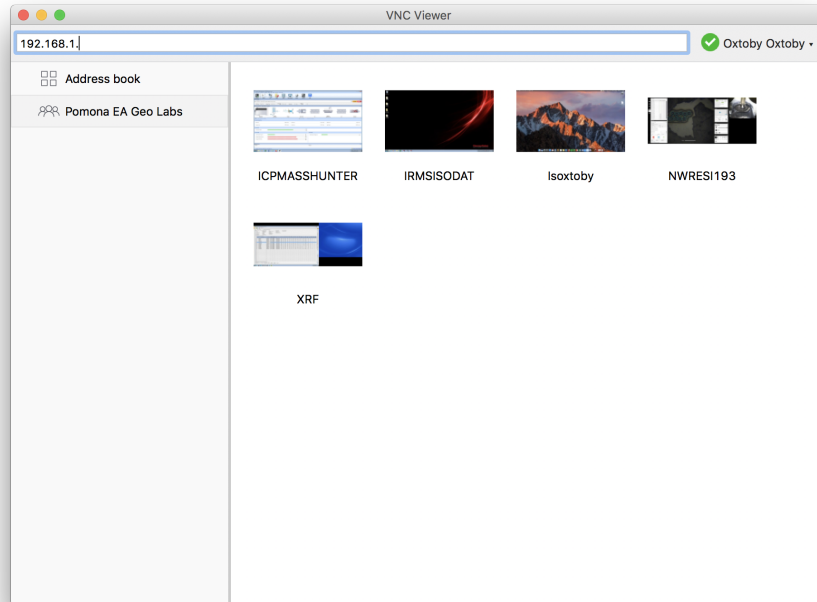 VNC Viewer
192.168.1.
Oxtoby Oxtoby
Address book
Pomona EA Geo Labs
ICPMASSHUNTER
IRMSISODAT
lsoxtoby
NWRESI193
XRF